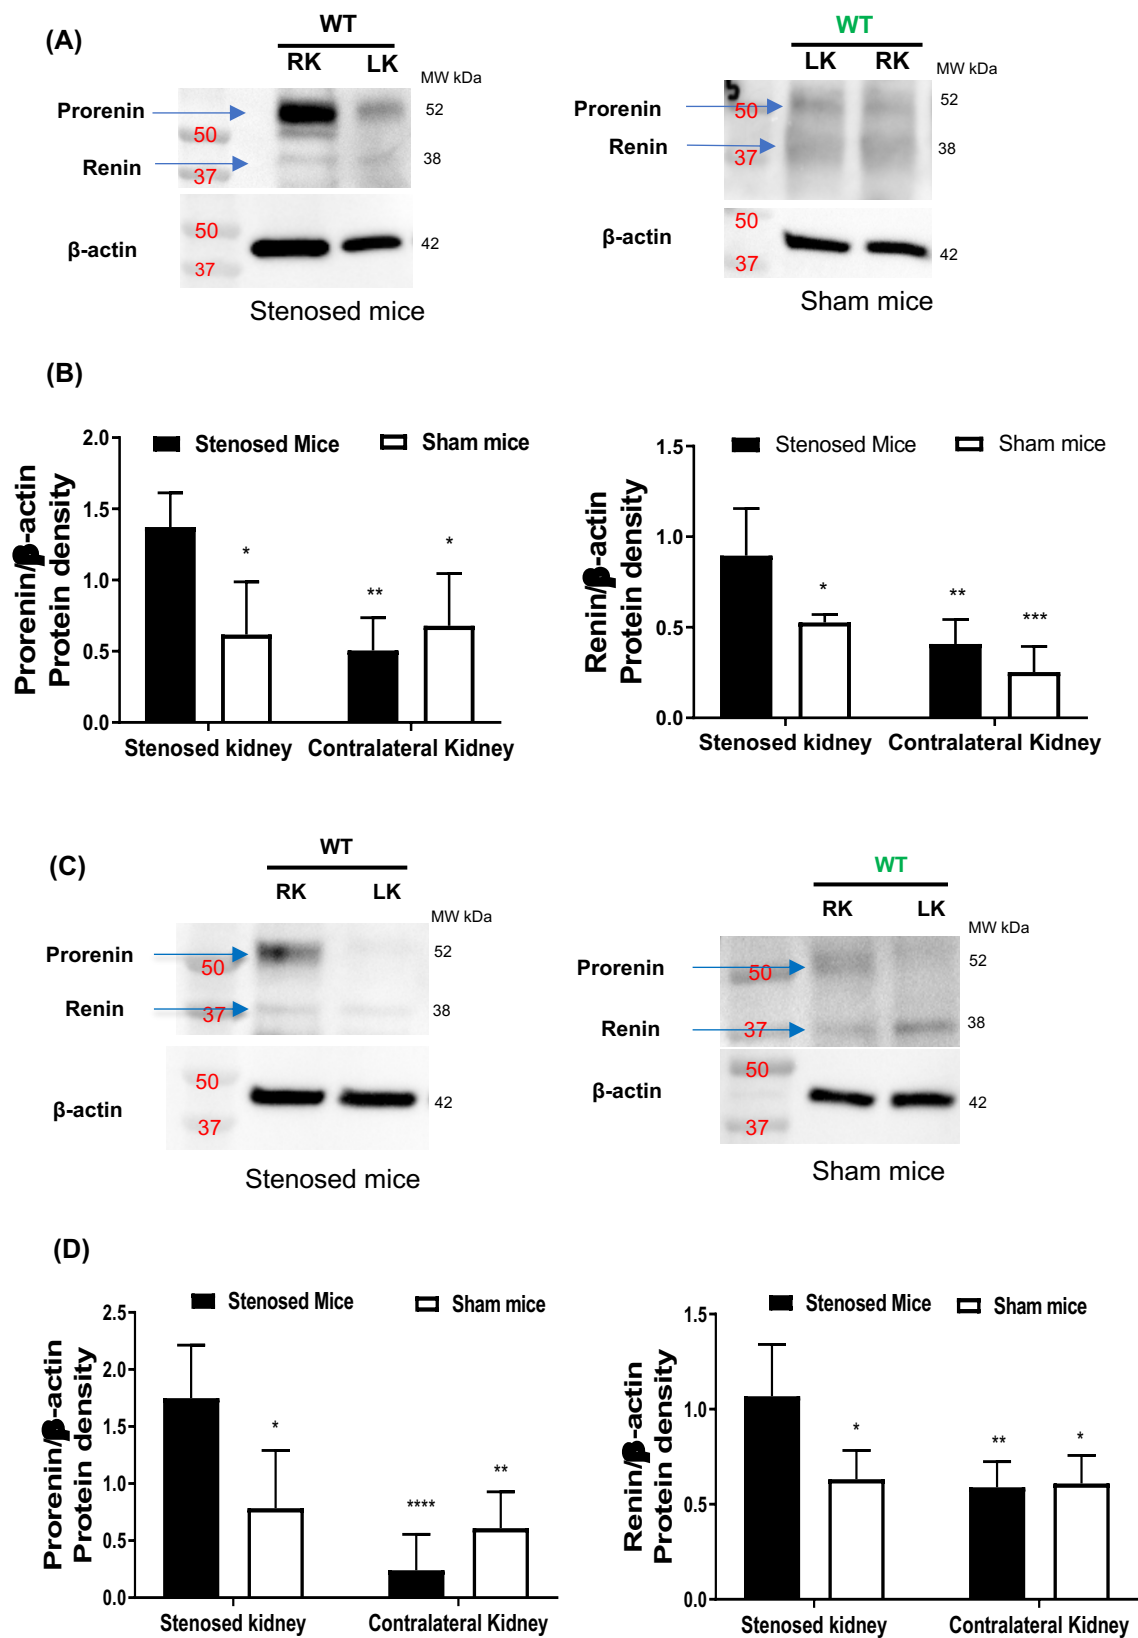 (A)
WT
RK LK
MW kDa
Prorenin
50
52
Renin
37
38
50
β-actin
37
42
Stenosed mice
WT
LK RK
MW kDa
Prorenin
50
52
Renin
37
38
50
β-actin
37
42
Sham mice
(B)
Prorenin/β-actin
Protein density
2.0
1.5
1.0
0.5
0.0
Stenosed Mice
Sham mice
*
**
*
Stenosed kidney
Contralateral Kidney
Renin/β-actin
Protein density
1.5
1.0
0.5
0.0
Stenosed Mice
Sham mice
*
**
***
Stenosed kidney
Contralateral Kidney
(C)
WT
RK LK
MW kDa
Prorenin
50
52
Renin
37
38
50
β-actin
37
42
Stenosed mice
WT
RK LK
MW kDa
Prorenin
50
52
Renin
37
38
50
β-actin
37
42
Sham mice
(D)
Prorenin/β-actin
Protein density
2.5
2.0
1.5
1.0
0.5
0.0
Stenosed Mice
Sham mice
*
****
**
Stenosed kidney
Contralateral Kidney
Renin/β-actin
Protein density
1.5
1.0
0.5
0.0
Stenosed Mice
Sham mice
*
**
*
Stenosed kidney
Contralateral Kidney